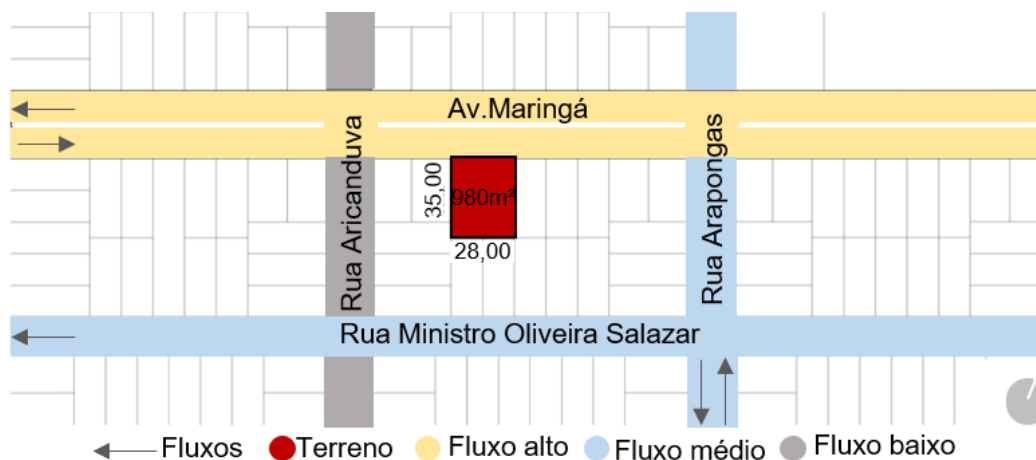 Av.Maringá
Rua Aricanduva
Rua Arapongas
35,00
980m²
28,00
Rua Ministro Oliveira Salazar
Fluxos
Terreno
Fluxo alto
Fluxo médio
Fluxo baixo